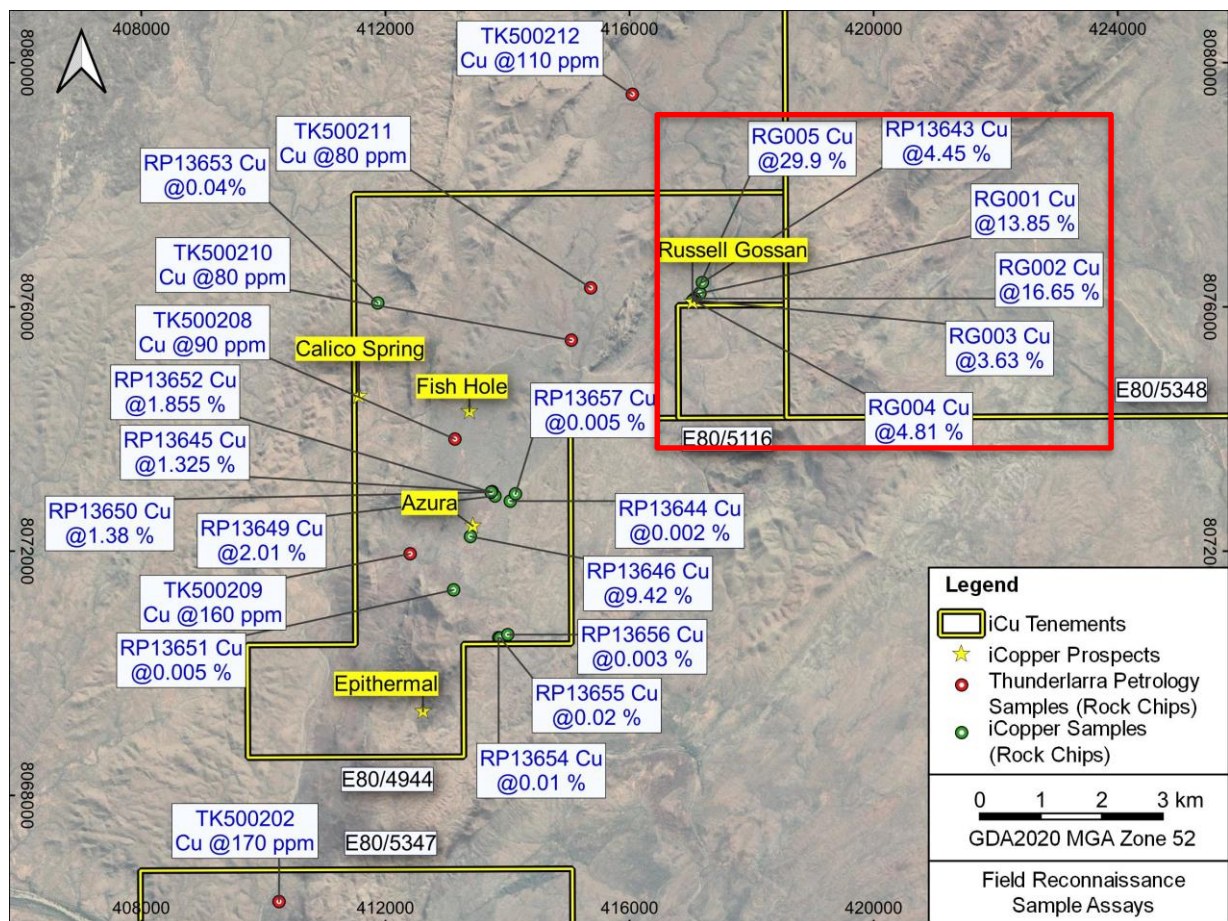 408000
412000
416000
420000
424000
8080000
8080000
TK500212
Cu @110 ppm
TK500211
Cu @80 ppm
RG005 Cu
@29.9 %
RP13643 Cu
@4.45 %
RP13653 Cu
@0.04%
RG001 Cu
@13.85 %
TK500210
Cu @80 ppm
Russell Gossan
RG002 Cu
@16.65 %
8076000
8076000
TK500208
Cu @90 ppm
Calico Spring
RG003 Cu
@3.63 %
RP13652 Cu
@1.855 %
Fish Hole
RP13657 Cu
@0.005 %
RG004 Cu
@4.81 %
E80/5348
E80/5116
RP13645 Cu
@1.325 %
Azura
RP13650 Cu
@1.38 %
RP13644 Cu
@0.002 %
RP13649 Cu
@2.01 %
8072000
80720
RP13646 Cu
@9.42 %
TK500209
Cu @160 ppm
RP13651 Cu
@0.005 %
RP13656 Cu
@0.003 %
Epithermal
RP13655 Cu
@0.02 %
RP13654 Cu
@0.01 %
E80/4944
8068000
TK500202
Cu @170 ppm
E80/5347
Legend
iCu Tenements
iCopper Prospects
Thunderlarra Petrology
Samples (Rock Chips)
iCopper Samples
(Rock Chips)
0 1 2 3 km
GDA2020 MGA Zone 52
Field Reconnaissance
Sample Assays
408000
412000
416000
420000